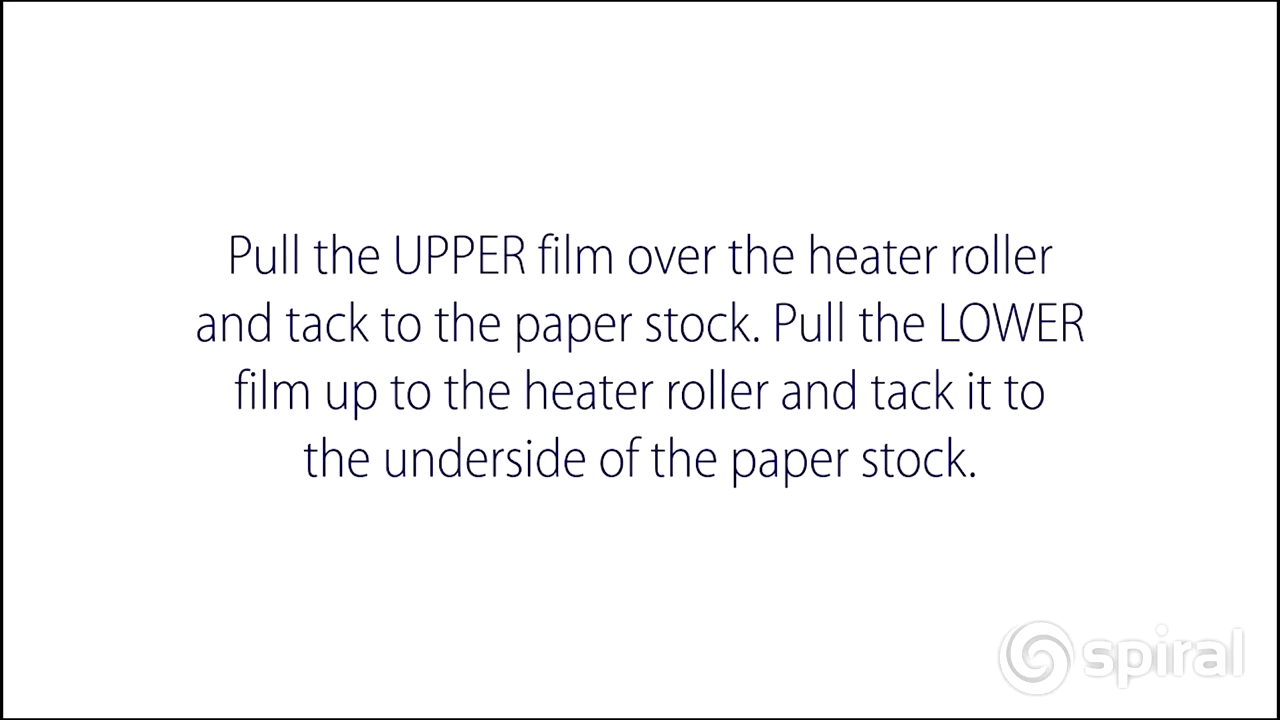 Pull the UPPER film over the heater roller
and tack to the paper stock. Pull the LOWER
film up to the heater roller and tack it to
the underside of the paper stock.
spiral